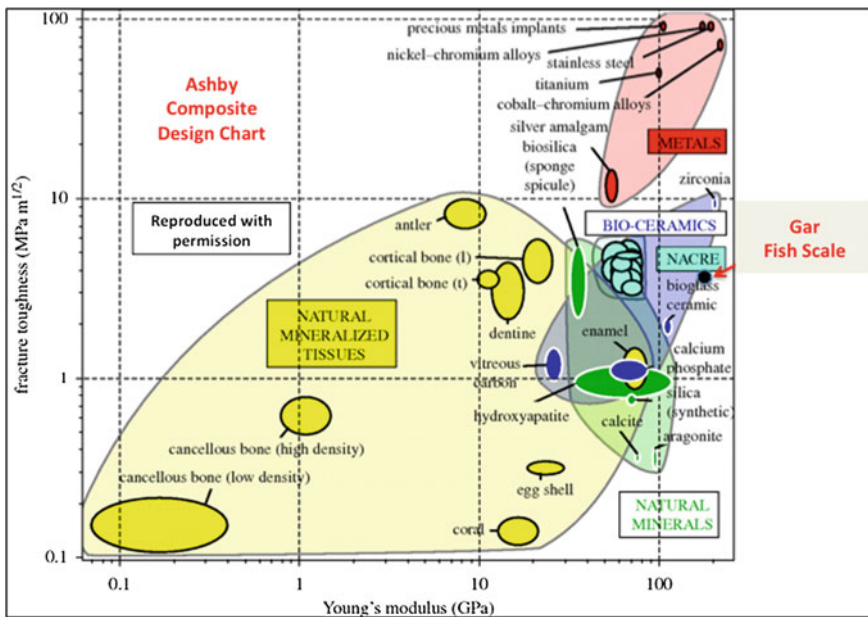 Ashby
Composite
Design Chart
Reproduced with
permission
fracture toughness (MPa m1/2)
100
10
1
0.1
0.1
1
10
100
Young's modulus (GPa)
precious metals implants
nickel–chromium alloys
stainless steel
titanium
cobalt–chromium alloys
silver amalgam
biosilica
(sponge
spicule)
METALS
zirconia
antler
BIO-CERAMICS
Gar
Fish Scale
cortical bone (l)
NACRE
cortical bone (t)
bioglass
ceramic
NATURAL
MINERALIZED
TISSUES
dentine
enamel
vitreous
carbon
calcium
phosphate
hydroxyapatite
silica
(synthetic)
calcite
aragonite
cancellous bone (high density)
cancellous bone (low density)
egg shell
coral
NATURAL
MINERALS